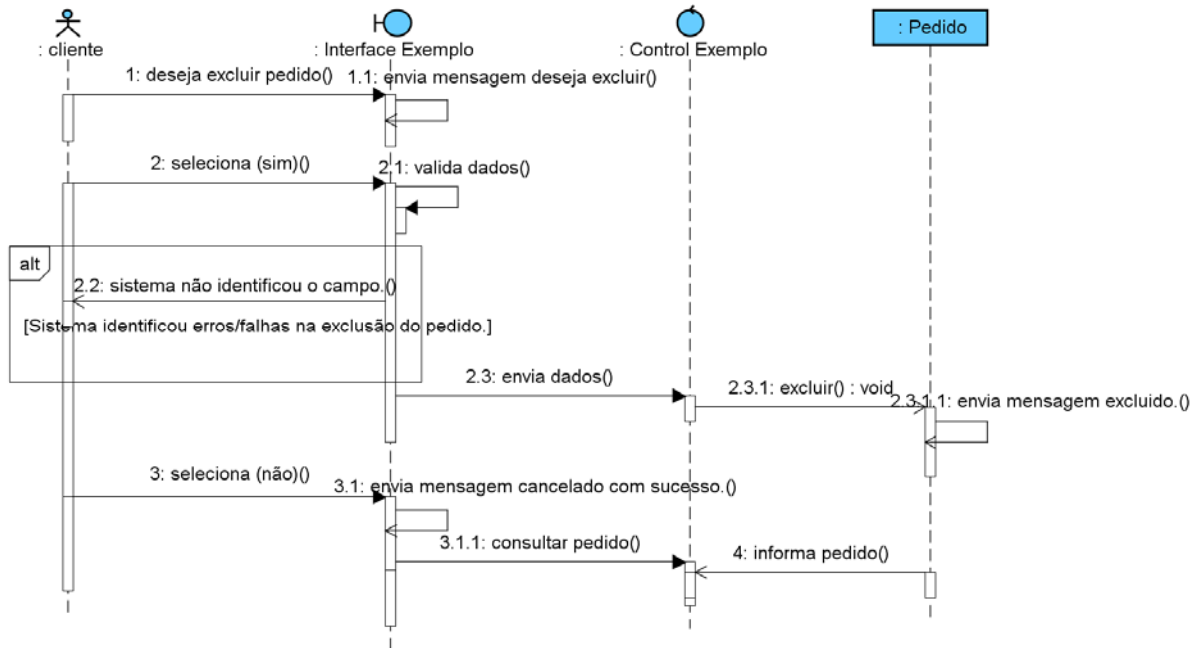 : cliente
: Interface Exemplo
: Control Exemplo
: Pedido
1: deseja excluir pedido()
1.1: envia mensagem deseja excluir()
2: seleciona (sim)()
2.1: valida dados()
alt
2.2: sistema não identificou o campo.()
[Sistema identificou erros/falhas na exclusão do pedido.]
2.3: envia dados()
2.3.1: excluir() : void
2.3.1.1: envia mensagem excluido.()
3: seleciona (não)()
3.1: envia mensagem cancelado com sucesso.()
3.1.1: consultar pedido()
4: informa pedido()